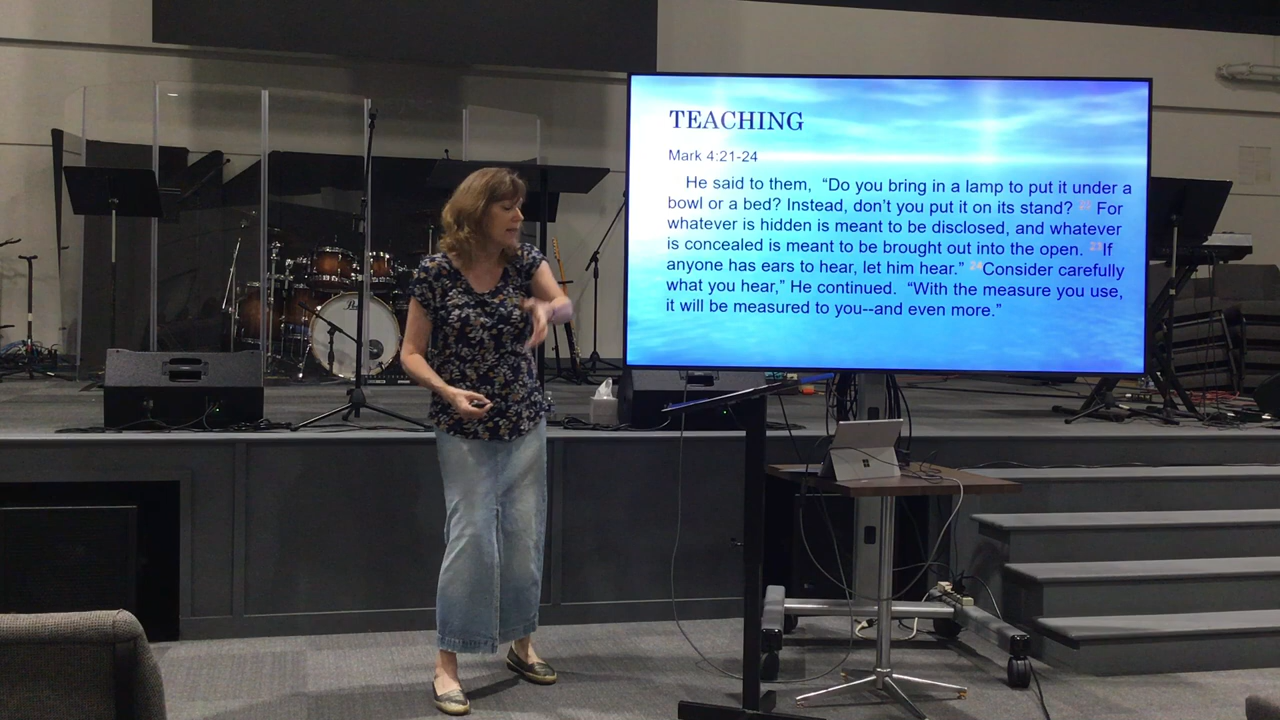 TEACHING
Mark 4:21-24
He said to them, “Do you bring in a lamp to put it under a
bowl or a bed? Instead, don’t you put it on its stand? 22 For
whatever is hidden is meant to be disclosed, and whatever
is concealed is meant to be brought out into the open. 23If
anyone has ears to hear, let him hear.” 24Consider carefully
what you hear,” He continued. “With the measure you use,
it will be measured to you--and even more.”